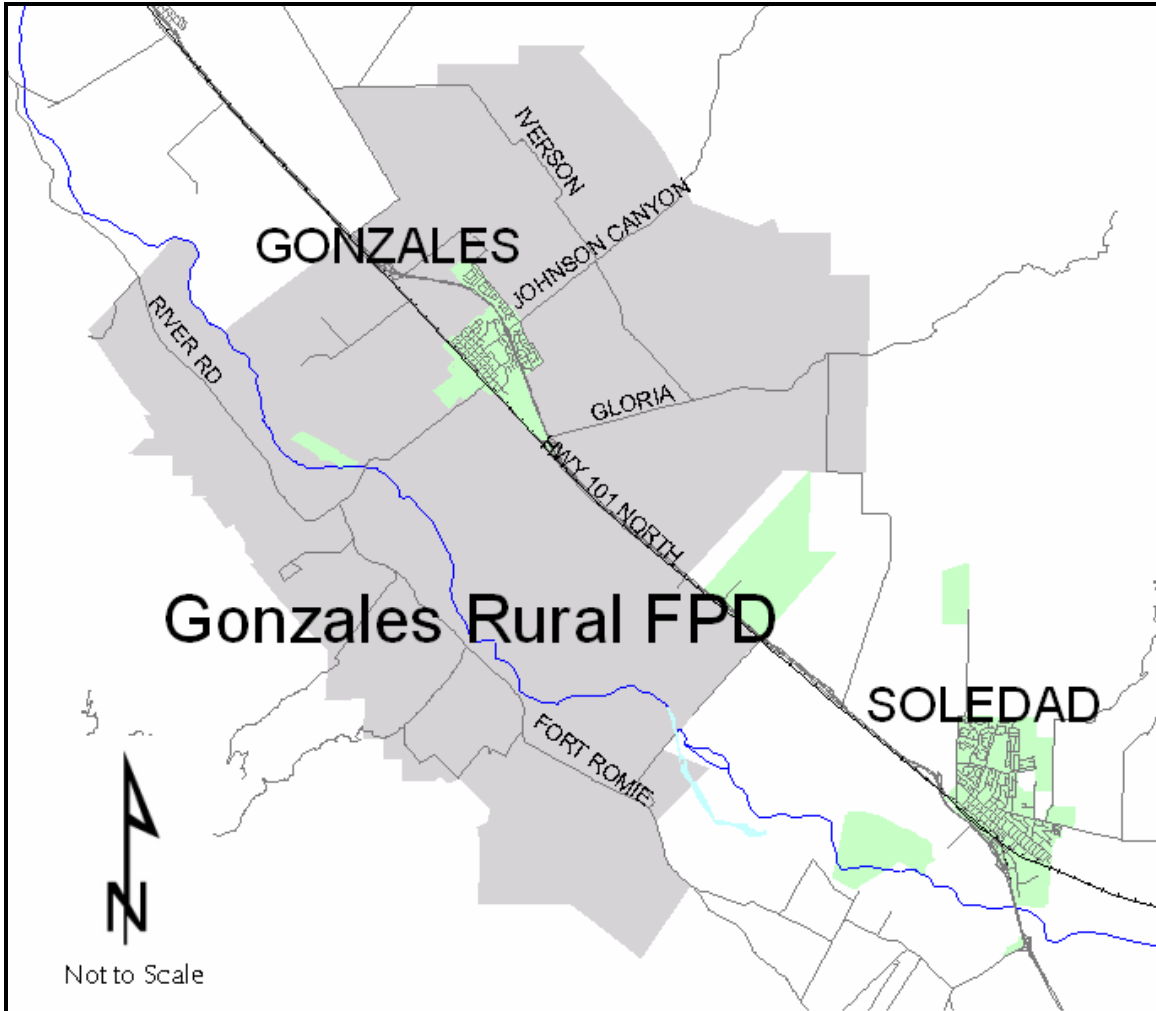 IVERSON
JOHNSON CANYON
GONZALES
RIVER RD
GLORIA
HWY 101 NORTH
Gonzales Rural FPD
SOLEDAD
FORT ROMIE
N
Not to Scale